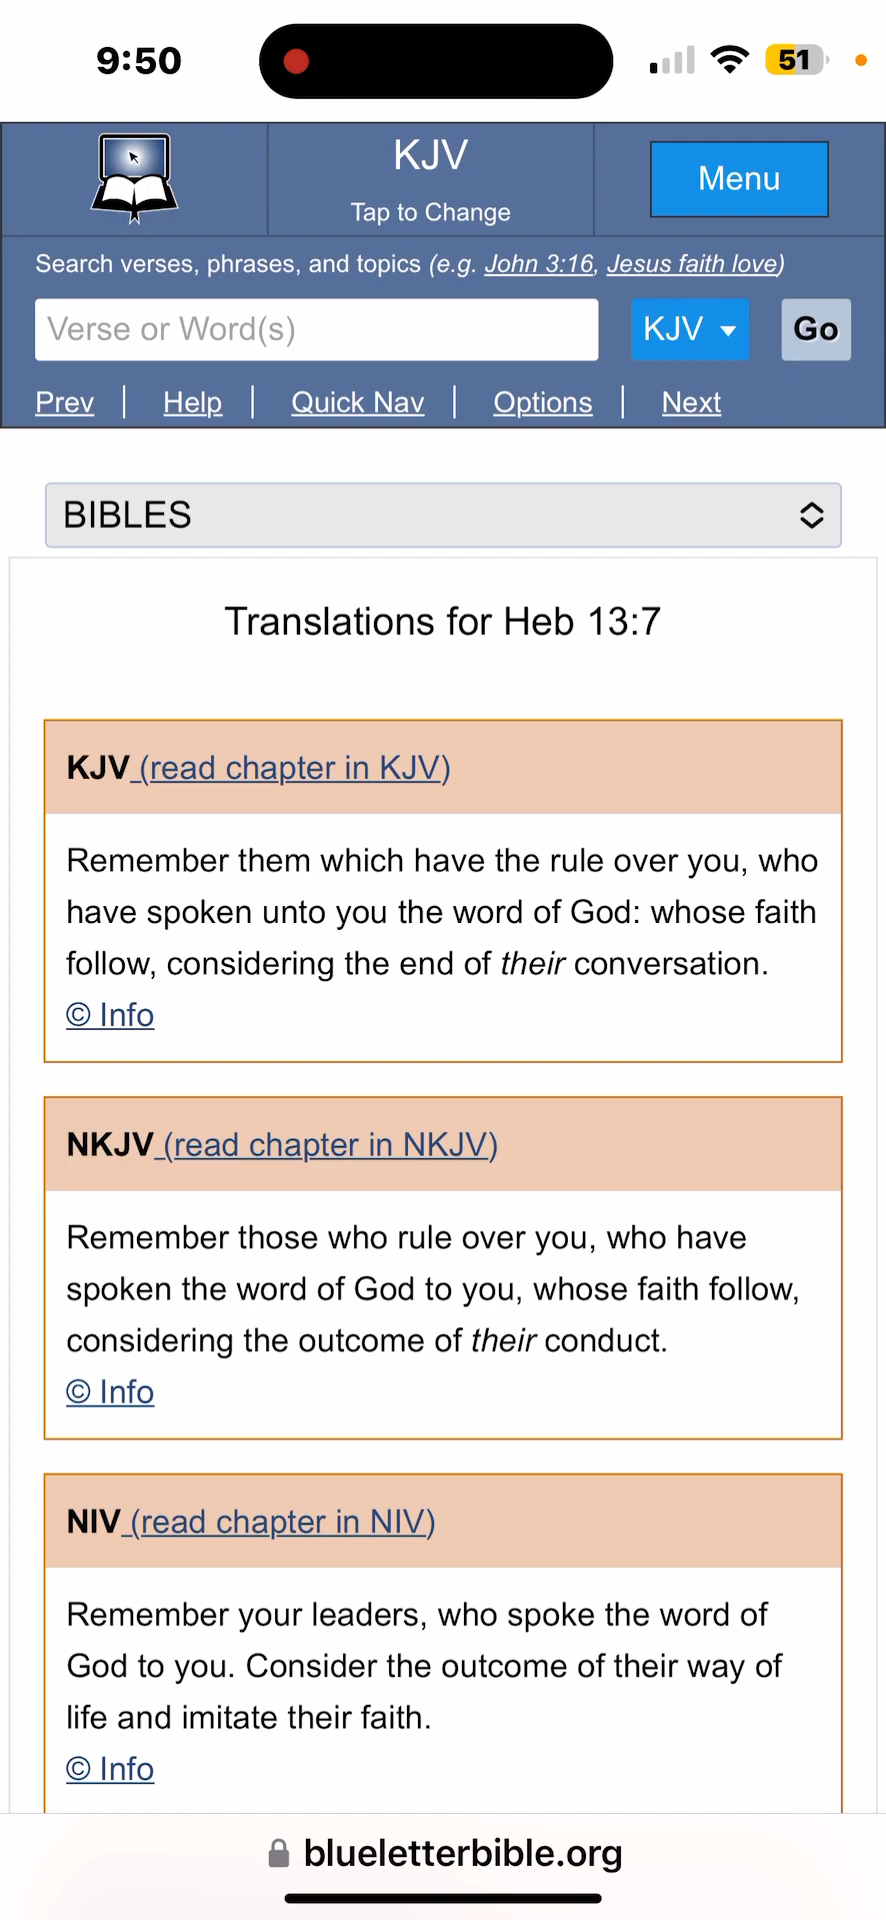 9:50
51
KJV
Tap to Change
Menu
Search verses, phrases, and topics (e.g. John 3:16, Jesus faith love)
Verse or Word(s)
KJV
Go
Prev | Help | Quick Nav | Options | Next
BIBLES
Translations for Heb 13:7
KJV (read chapter in KJV)
Remember them which have the rule over you, who
have spoken unto you the word of God: whose faith
follow, considering the end of their conversation.
© Info
NKJV (read chapter in NKJV)
Remember those who rule over you, who have
spoken the word of God to you, whose faith follow,
considering the outcome of their conduct.
© Info
NIV (read chapter in NIV)
Remember your leaders, who spoke the word of
God to you. Consider the outcome of their way of
life and imitate their faith.
© Info
blueletterbible.org